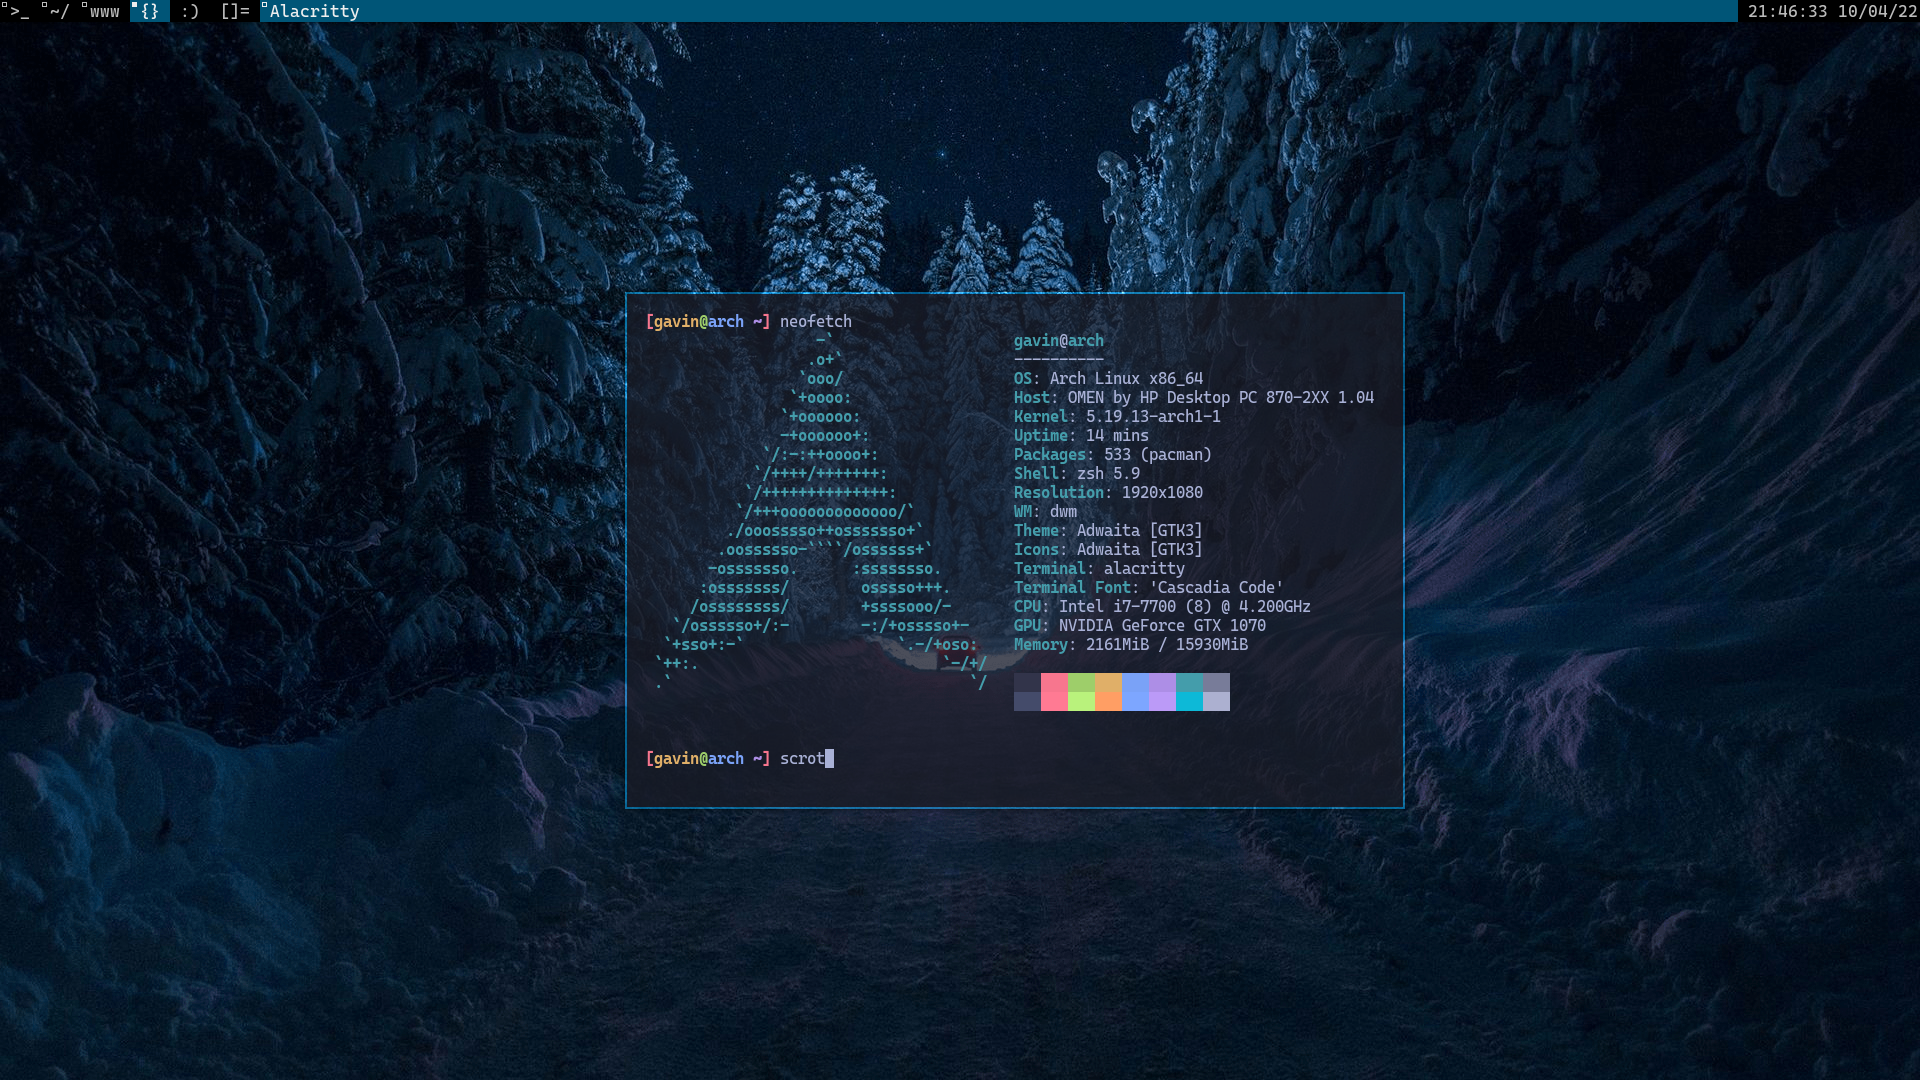 >_ ~/ www {} :) []= Alacritty 21:46:33 10/04/22
[gavin@arch ~] neofetch
                   -`
                  .o+`
                 `ooo/
                `+oooo:
               `+oooooo:
               -+oooooo+:
             `/:-:++oooo+:
            `/++++/+++++++:
           `/++++++++++++++:
          `/+++ooooooooooooo/`
         ./ooosssso++osssssso+`
        .oossssso-````/ossssss+`
       -osssssso.      :ssssssso.
      :osssssss/        osssso+++.
     /ossssssss/        +ssssooo/-
   `/ossssso+/:-        -:/+osssso+-
  `+sso+:-`                 `.-/+oso:
 `++:.                           `-/+/
 .`                                 `/
gavin@arch
----------
OS: Arch Linux x86_64
Host: OMEN by HP Desktop PC 870-2XX 1.04
Kernel: 5.19.13-arch1-1
Uptime: 14 mins
Packages: 533 (pacman)
Shell: zsh 5.9
Resolution: 1920x1080
WM: dwm
Theme: Adwaita [GTK3]
Icons: Adwaita [GTK3]
Terminal: alacritty
Terminal Font: 'Cascadia Code'
CPU: Intel i7-7700 (8) @ 4.200GHz
GPU: NVIDIA GeForce GTX 1070
Memory: 2161MiB / 15930MiB
[gavin@arch ~] scrot